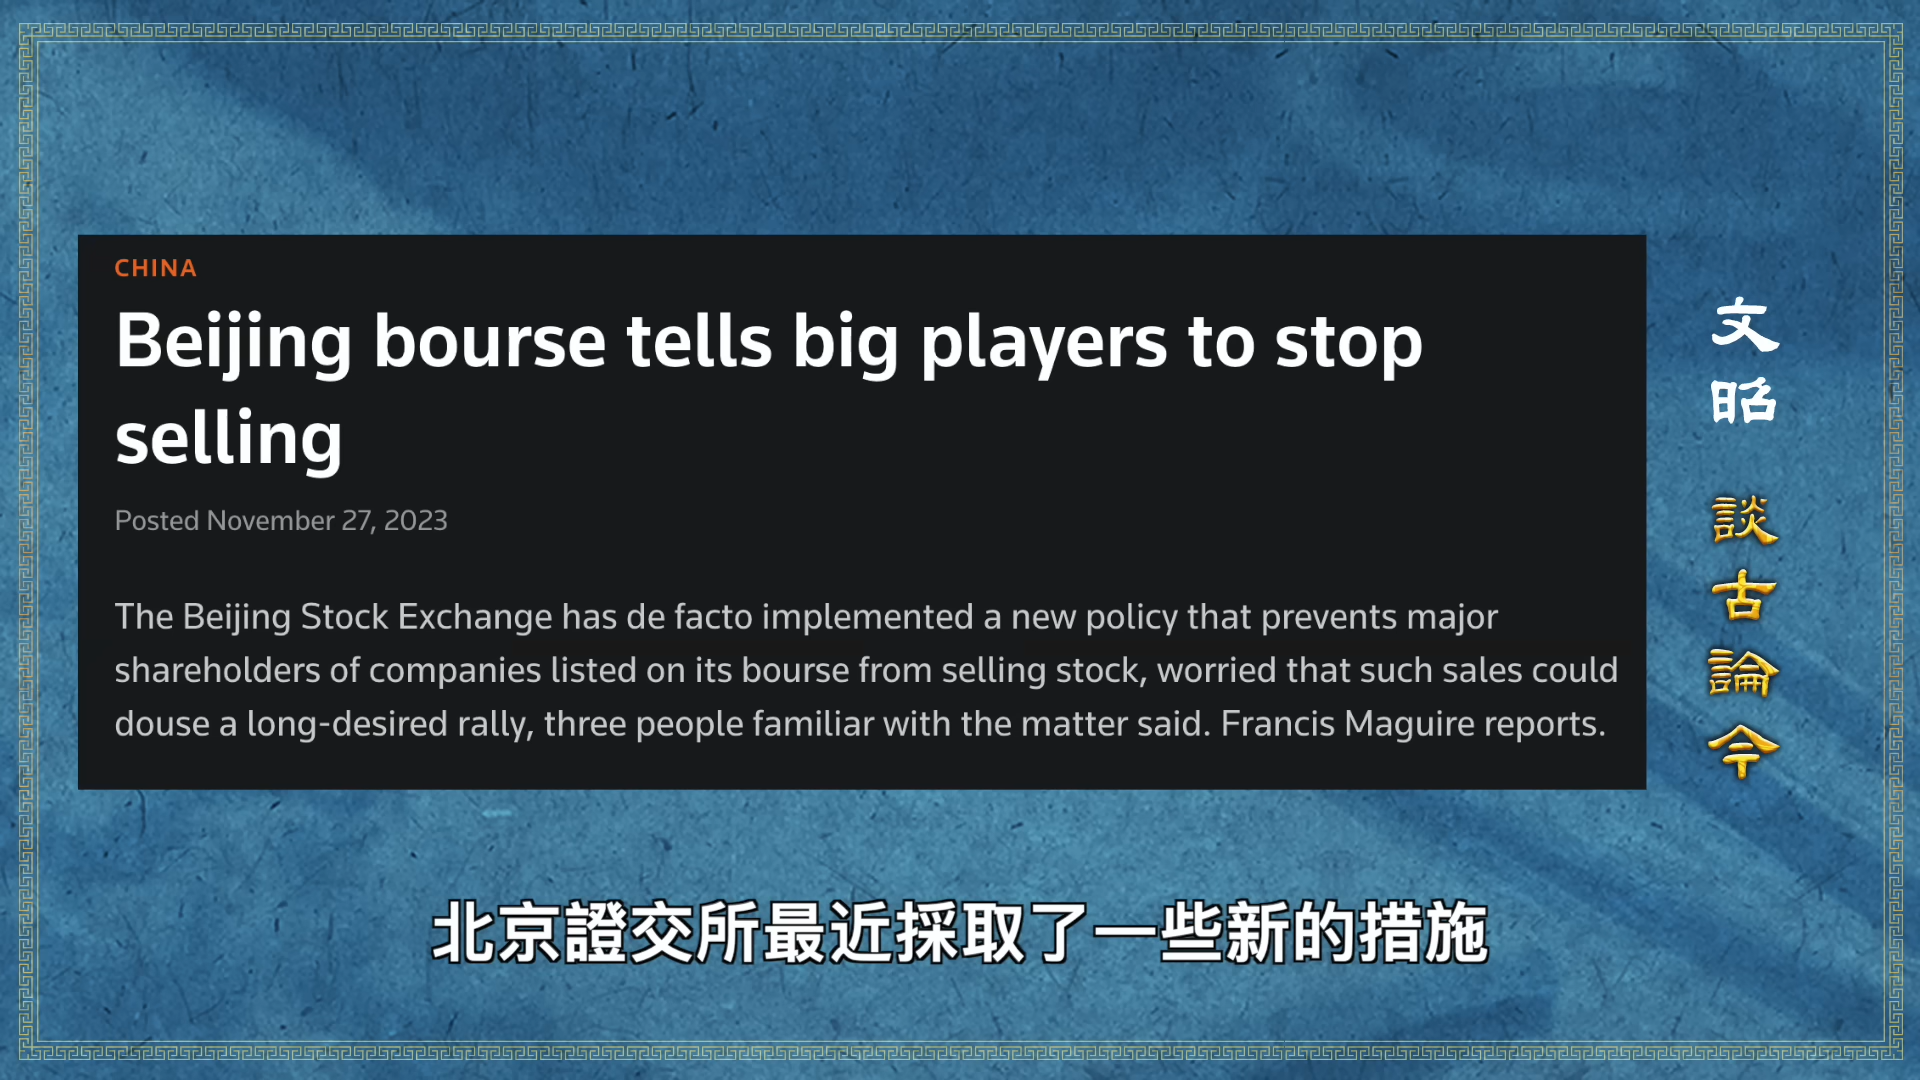 CHINA
Beijing bourse tells big players to stop
selling
Posted November 27, 2023
The Beijing Stock Exchange has de facto implemented a new policy that prevents major
shareholders of companies listed on its bourse from selling stock, worried that such sales could
douse a long-desired rally, three people familiar with the matter said. Francis Maguire reports.
文昭
談古論今
北京證交所最近採取了一些新的措施